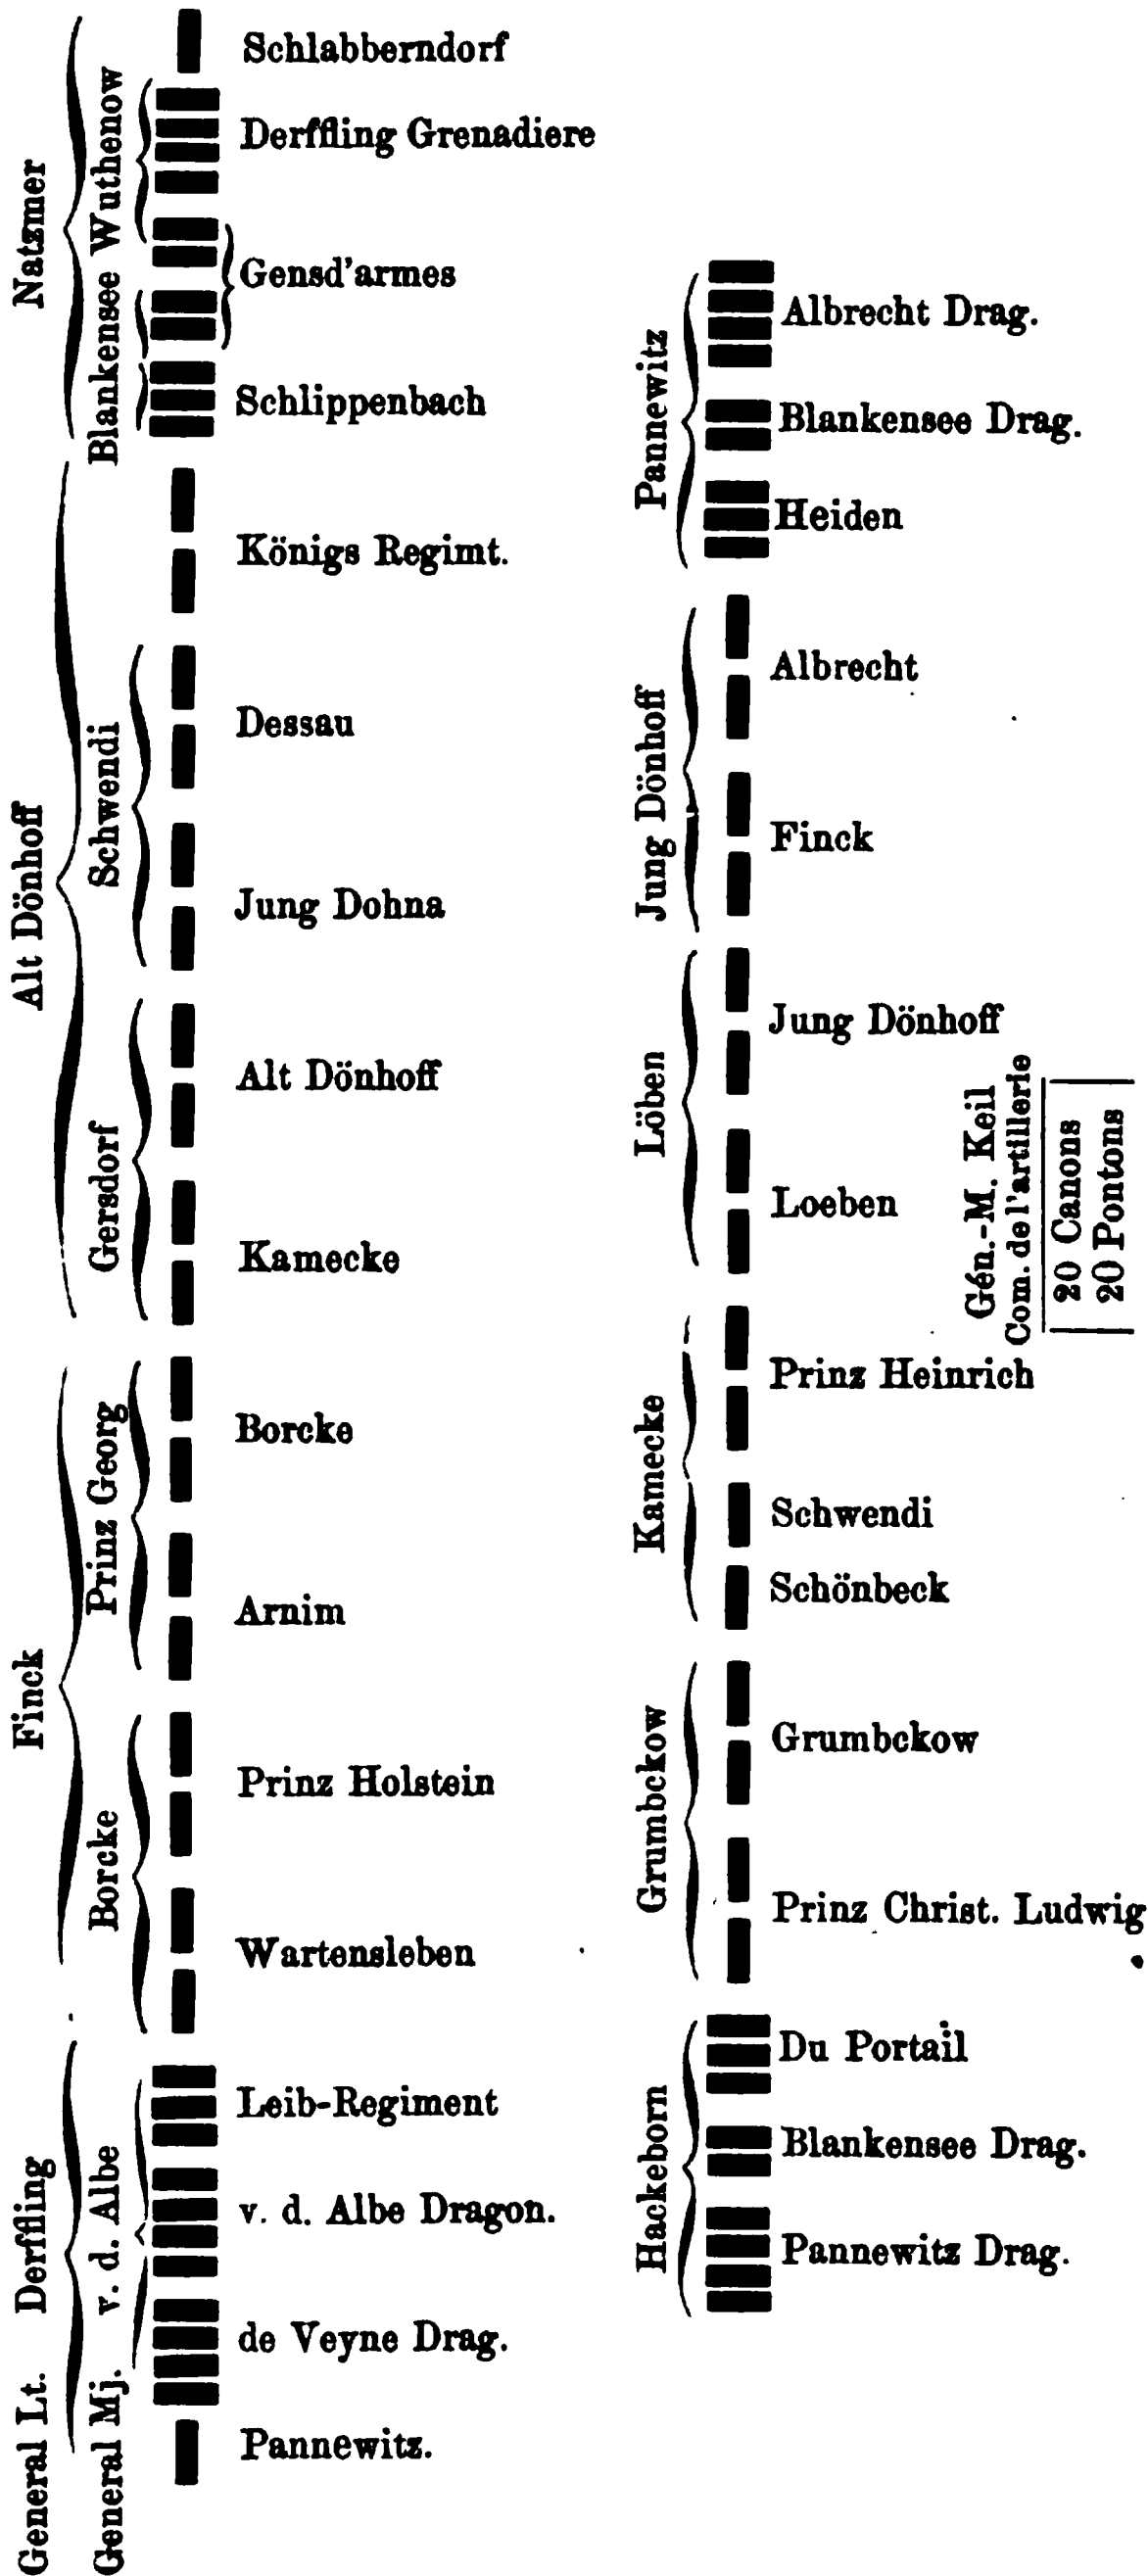 General Lt.
General Mj.
Natzmer
Wuthenow
Blankensee
Schlabberndorf
Derffling Grenadiere
Gensd'armes
Schlippenbach
Alt Dönhoff
Schwendi
Gersdorf
Königs Regimt.
Dessau
Jung Dohna
Alt Dönhoff
Kamecke
Finck
Prinz Georg
Borcke
Borcke
Arnim
Prinz Holstein
Wartensleben
Derffling
v. d. Albe
Leib-Regiment
v. d. Albe Dragon.
de Veyne Drag.
Pannewitz.
Pannewitz
Albrecht Drag.
Blankensee Drag.
Heiden
Jung Dönhoff
Albrecht
Finck
Löben
Jung Dönhoff
Loeben
Kamecke
Prinz Heinrich
Schwendi
Schönbeck
Grumbckow
Grumbckow
Prinz Christ. Ludwig
Hackeborn
Du Portail
Blankensee Drag.
Pannewitz Drag.
Gén.-M. Keil
Com. de l'artillerie
20 Canons
20 Pontons